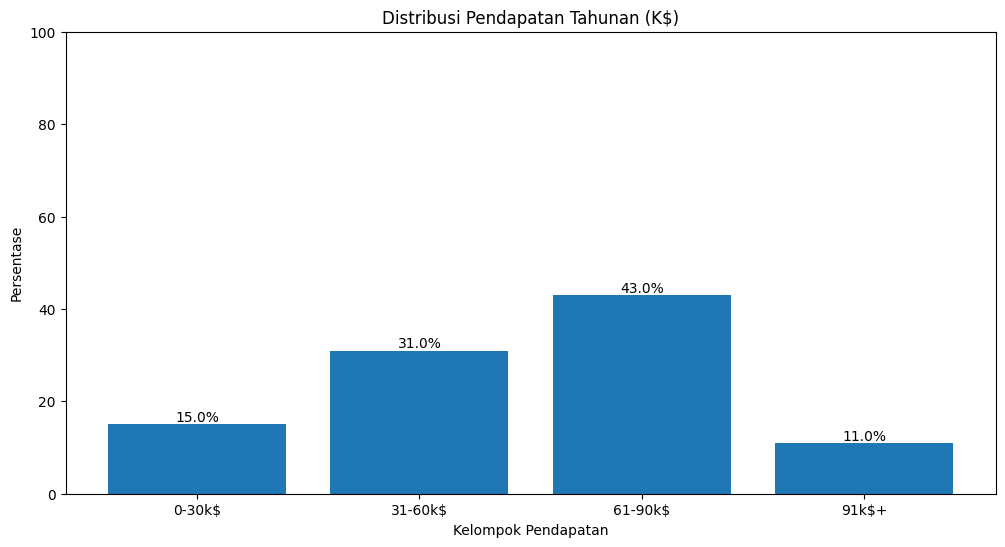 Distribusi Pendapatan Tahunan (K$)
100
80
60
40
20
0
Persentase
15.0%
31.0%
43.0%
11.0%
0-30k$
31-60k$
61-90k$
91k$+
Kelompok Pendapatan